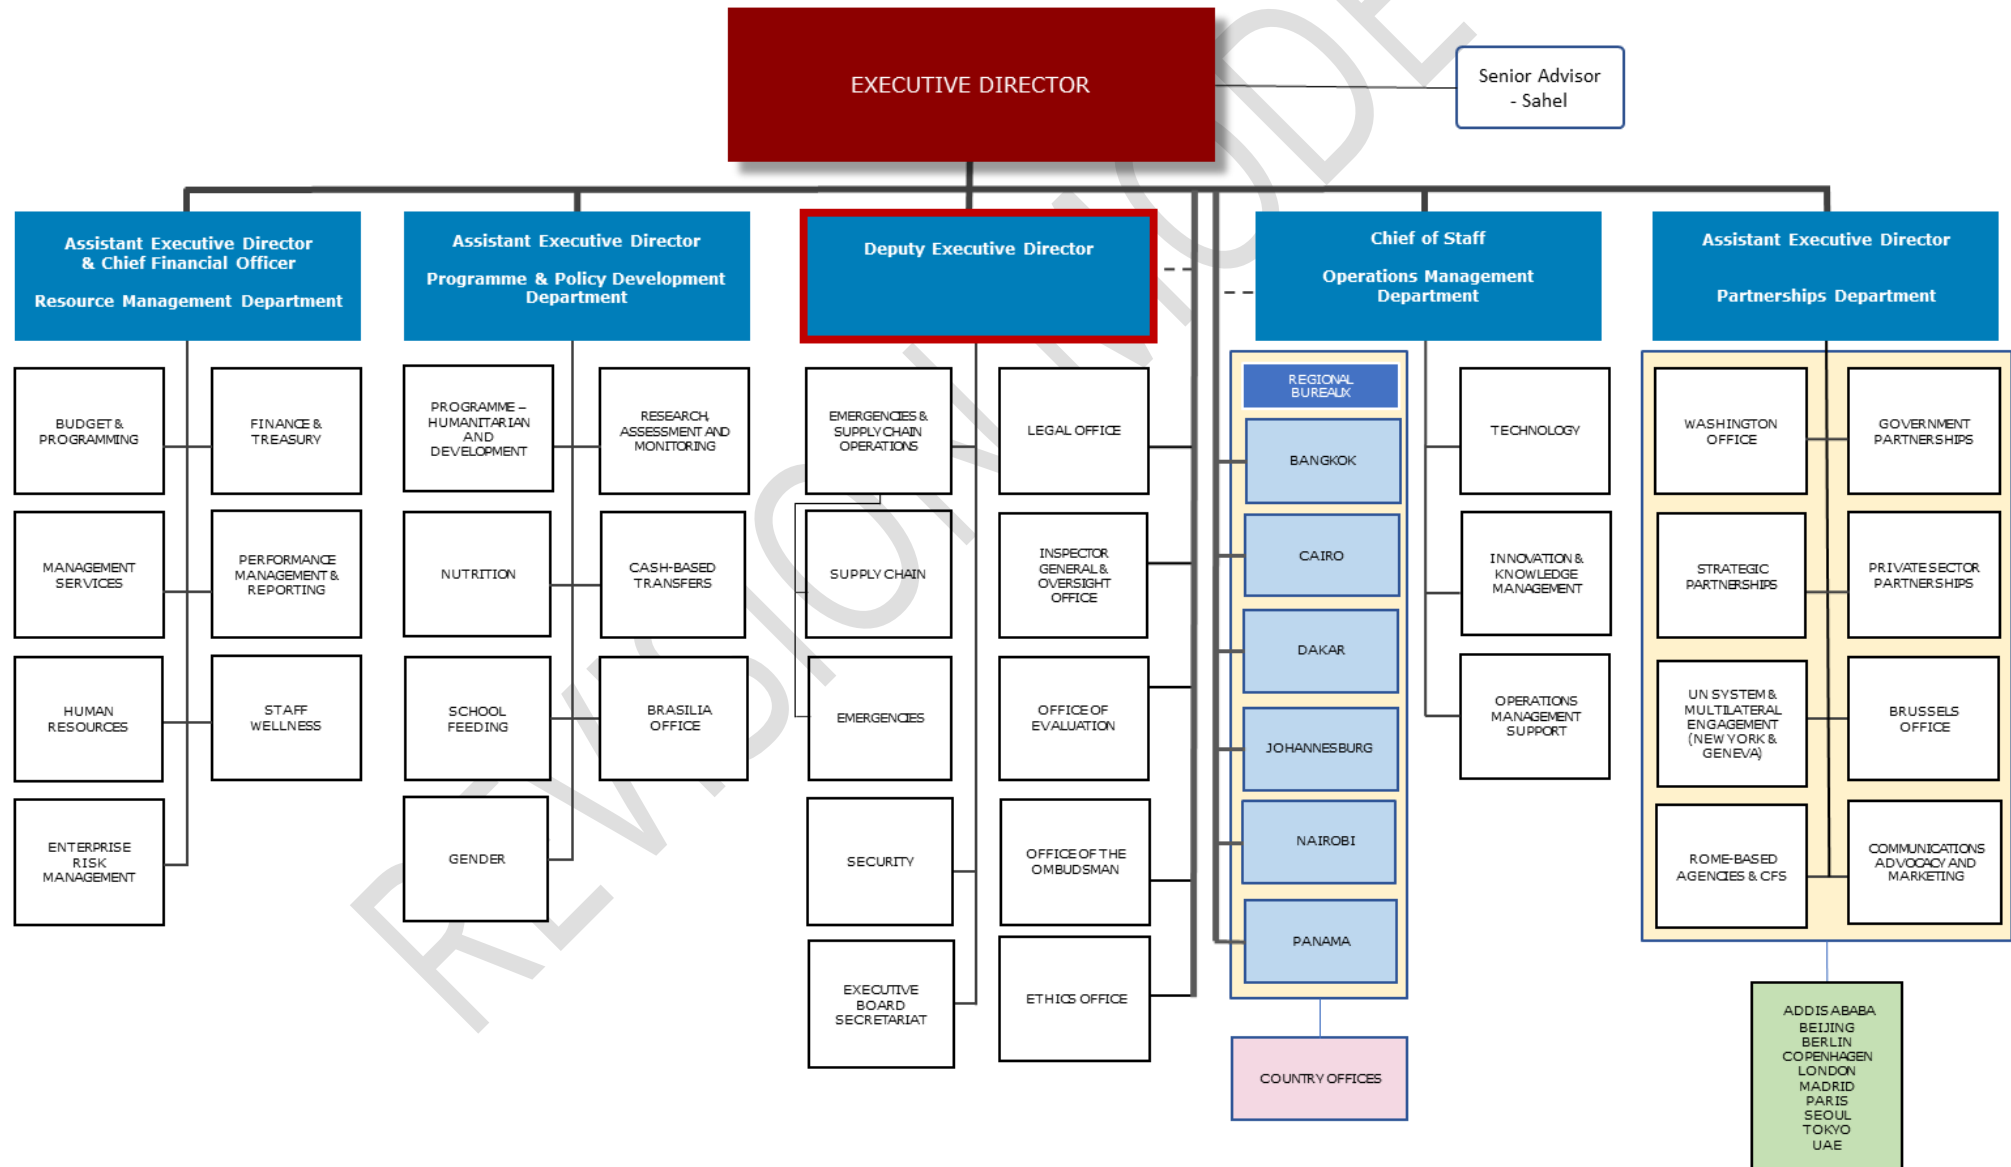 EXECUTIVE DIRECTOR
Senior Advisor
- Sahel
Assistant Executive Director
& Chief Financial Officer
Resource Management Department
Assistant Executive Director
Programme & Policy Development
Department
Deputy Executive Director
Chief of Staff
Operations Management
Department
Assistant Executive Director
Partnerships Department
BUDGET &
PROGRAMMING
FINANCE &
TREASURY
MANAGEMENT
SERVICES
PERFORMANCE
MANAGEMENT &
REPORTING
HUMAN
RESOURCES
STAFF
WELLNESS
ENTERPRISE
RISK
MANAGEMENT
PROGRAMME –
HUMANITARIAN
AND
DEVELOPMENT
RESEARCH,
ASSESSMENT AND
MONITORING
NUTRITION
CASH-BASED
TRANSFERS
SCHOOL
FEEDING
BRASILIA
OFFICE
GENDER
EMERGENCIES &
SUPPLY CHAIN
OPERATIONS
LEGAL OFFICE
SUPPLY CHAIN
INSPECTOR
GENERAL &
OVERSIGHT
OFFICE
EMERGENCIES
OFFICE OF
EVALUATION
SECURITY
OFFICE OF THE
OMBUDSMAN
EXECUTIVE
BOARD
SECRETARIAT
ETHICS OFFICE
REGIONAL
BUREAUX
BANGKOK
CAIRO
DAKAR
JOHANNESBURG
NAIROBI
PANAMA
COUNTRY OFFICES
TECHNOLOGY
INNOVATION &
KNOWLEDGE
MANAGEMENT
OPERATIONS
MANAGEMENT
SUPPORT
WASHINGTON
OFFICE
GOVERNMENT
PARTNERSHIPS
STRATEGIC
PARTNERSHIPS
PRIVATE SECTOR
PARTNERSHIPS
UN SYSTEM &
MULTILATERAL
ENGAGEMENT
(NEW YORK &
GENEVA)
BRUSSELS
OFFICE
ROME-BASED
AGENCIES & CFS
COMMUNICATIONS
ADVOCACY AND
MARKETING
ADDIS ABABA
BEIJING
BERLIN
COPENHAGEN
LONDON
MADRID
PARIS
SEOUL
TOKYO
UAE
REVISION MODE